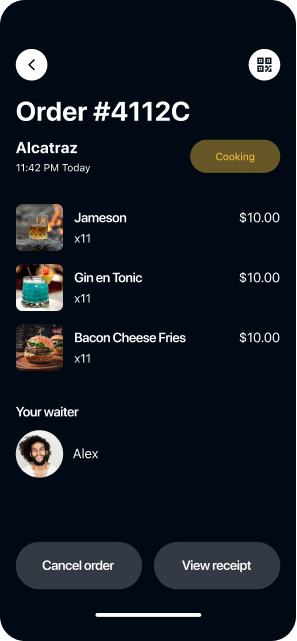 Order #4112C
Alcatraz
11:42 PM Today
Cooking
Jameson
$10.00
x11
Gin en Tonic
$10.00
x11
Bacon Cheese Fries
$10.00
x11
Your waiter
Alex
Cancel order
View receipt